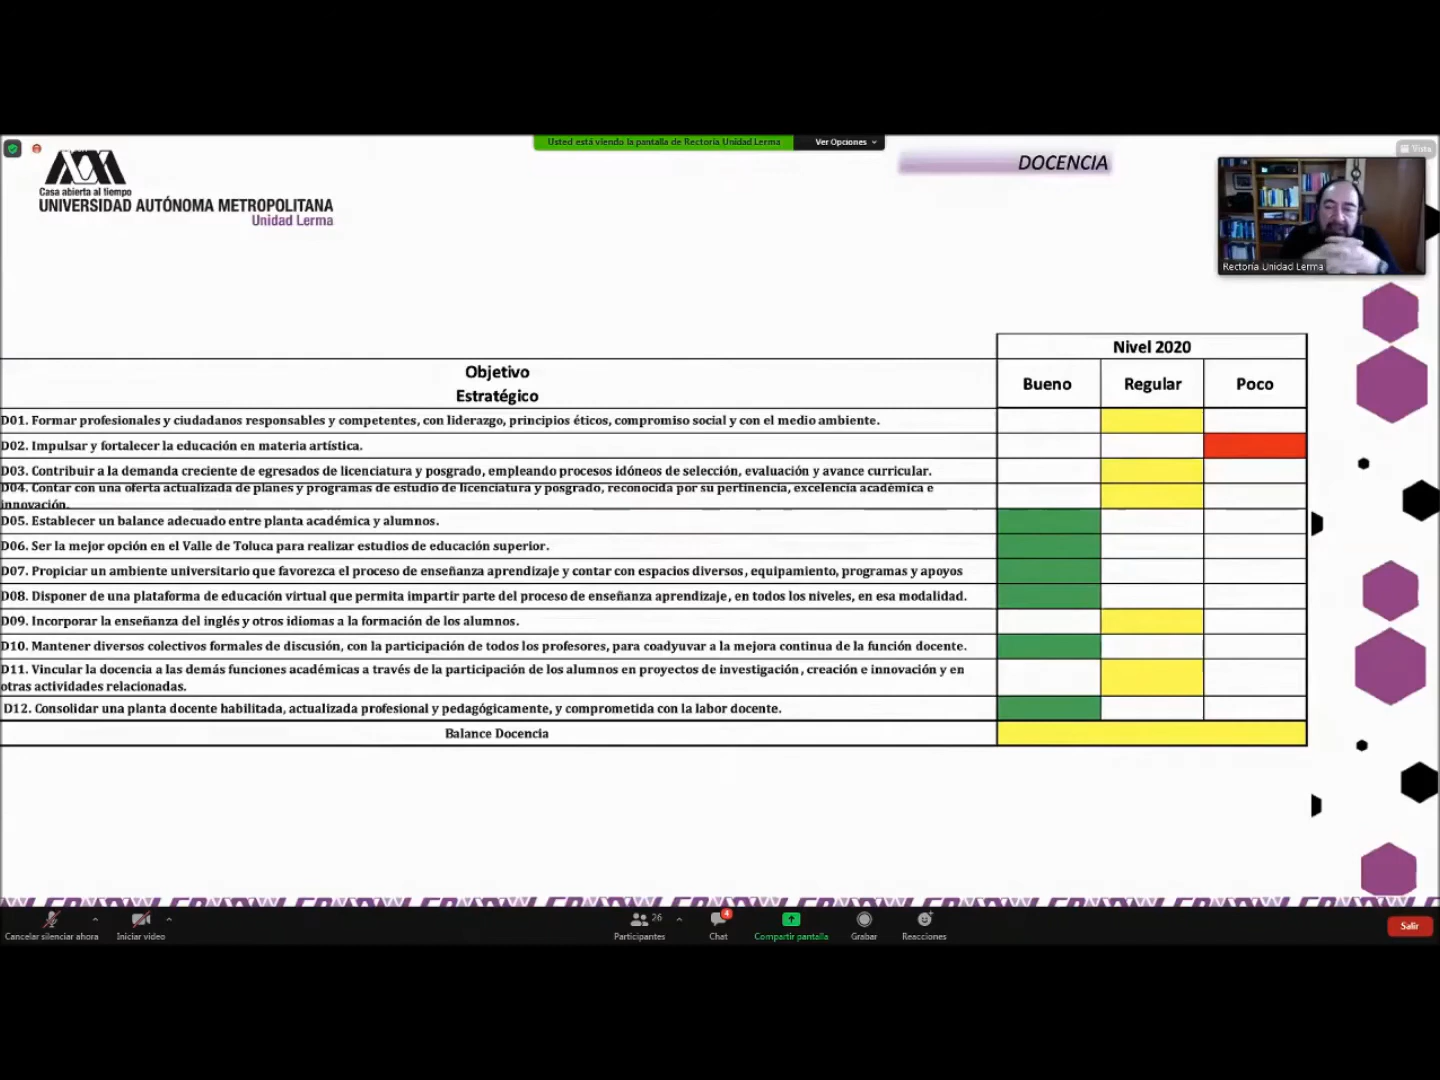 Usted está viendo la pantalla de Rectoría Unidad Lerma
Ver Opciones
Vista
Casa abierta al tiempo
UNIVERSIDAD AUTÓNOMA METROPOLITANA
Unidad Lerma
DOCENCIA
Rectoría Unidad Lerma
Nivel 2020
Objetivo
Estratégico
Bueno
Regular
Poco
D01. Formar profesionales y ciudadanos responsables y competentes, con liderazgo, principios éticos, compromiso social y con el medio ambiente.
D02. Impulsar y fortalecer la educación en materia artística.
D03. Contribuir a la demanda creciente de egresados de licenciatura y posgrado, empleando procesos idóneos de selección, evaluación y avance curricular.
D04. Contar con una oferta actualizada de planes y programas de estudio de licenciatura y posgrado, reconocida por su pertinencia, excelencia académica e
innovación.
D05. Establecer un balance adecuado entre planta académica y alumnos.
D06. Ser la mejor opción en el Valle de Toluca para realizar estudios de educación superior.
D07. Propiciar un ambiente universitario que favorezca el proceso de enseñanza aprendizaje y contar con espacios diversos, equipamiento, programas y apoyos
D08. Disponer de una plataforma de educación virtual que permita impartir parte del proceso de enseñanza aprendizaje, en todos los niveles, en esa modalidad.
D09. Incorporar la enseñanza del inglés y otros idiomas a la formación de los alumnos.
D10. Mantener diversos colectivos formales de discusión, con la participación de todos los profesores, para coadyuvar a la mejora continua de la función docente.
D11. Vincular la docencia a las demás funciones académicas a través de la participación de los alumnos en proyectos de investigación, creación e innovación y en
otras actividades relacionadas.
D12. Consolidar una planta docente habilitada, actualizada profesional y pedagógicamente, y comprometida con la labor docente.
Balance Docencia
Cancelar silenciar ahora
Iniciar video
26
Participantes
4
Chat
Compartir pantalla
Grabar
Reacciones
Salir